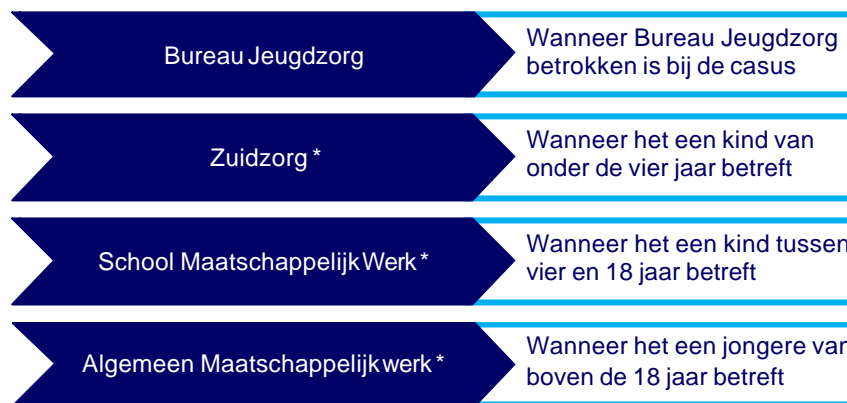 Bureau Jeugdzorg
Wanneer Bureau Jeugdzorg
betrokken is bij de casus
Zuidzorg *
Wanneer het een kind van
onder de vier jaar betreft
School Maatschappelijk Werk *
Wanneer het een kind tussen
vier en 18 jaar betreft
Algemeen Maatschappelijk werk *
Wanneer het een jongere van
boven de 18 jaar betreft